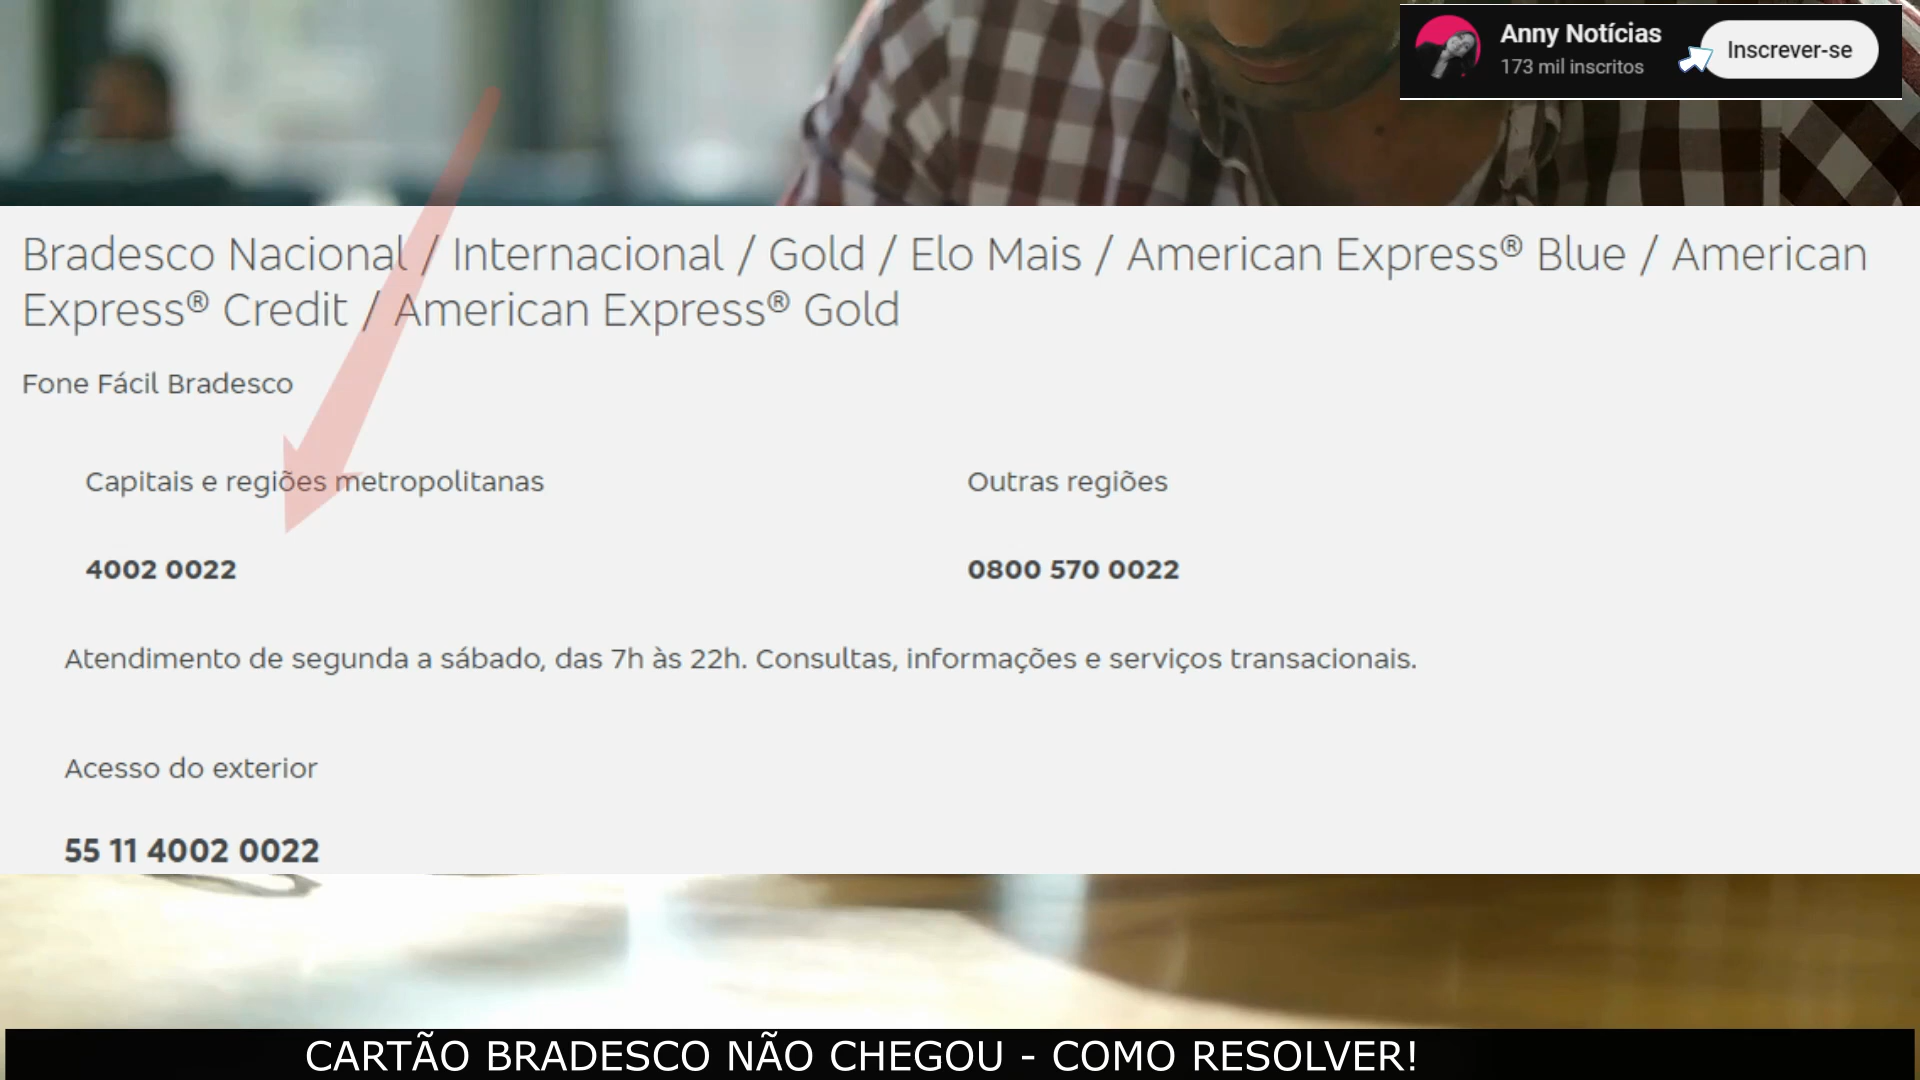 Anny Notícias
173 mil inscritos
Inscrever-se
Bradesco Nacional / Internacional / Gold / Elo Mais / American Express® Blue / American
Express® Credit / American Express® Gold
Fone Fácil Bradesco
Capitais e regiões metropolitanas
Outras regiões
4002 0022
0800 570 0022
Atendimento de segunda a sábado, das 7h às 22h. Consultas, informações e serviços transacionais.
Acesso do exterior
55 11 4002 0022
CARTÃO BRADESCO NÃO CHEGOU - COMO RESOLVER!